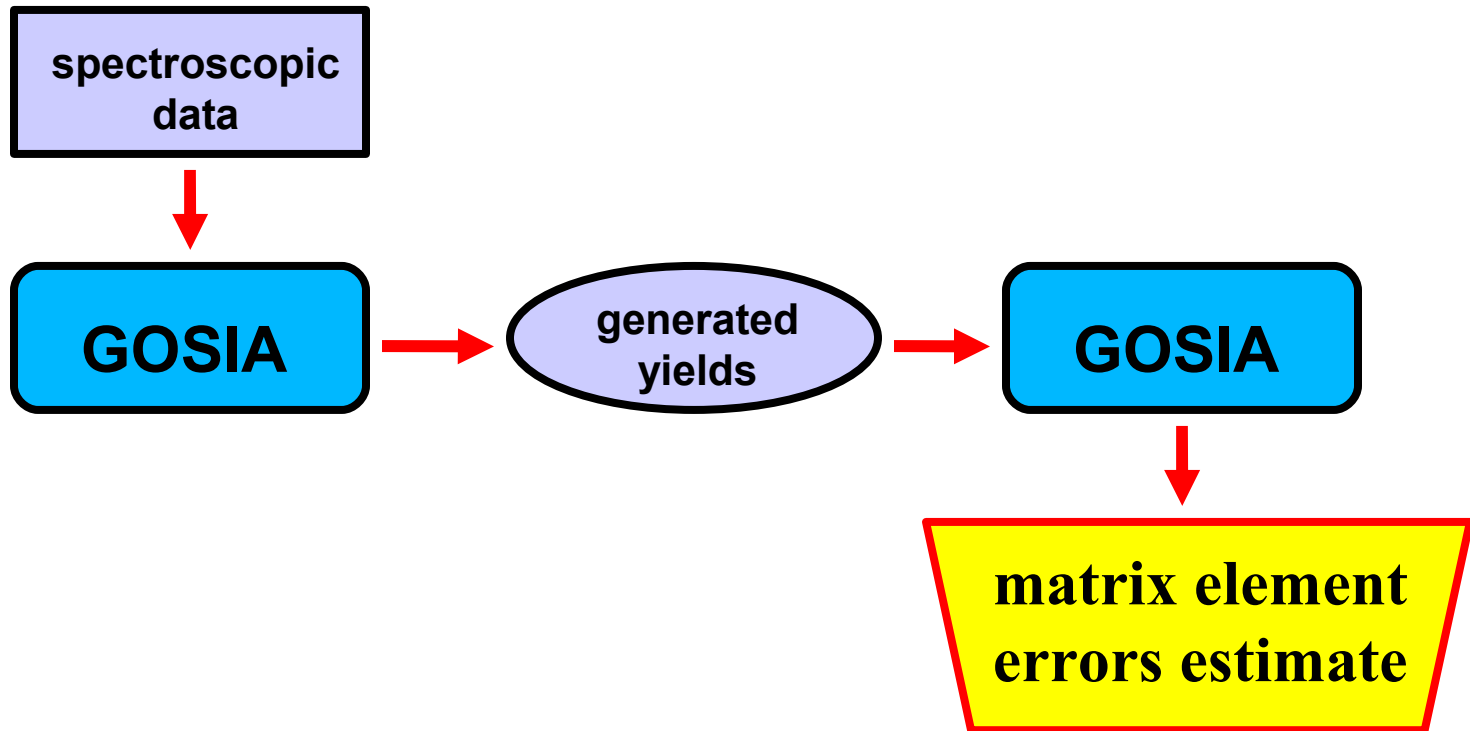 spectroscopic
data
GOSIA
generated
yields
GOSIA
matrix element
errors estimate